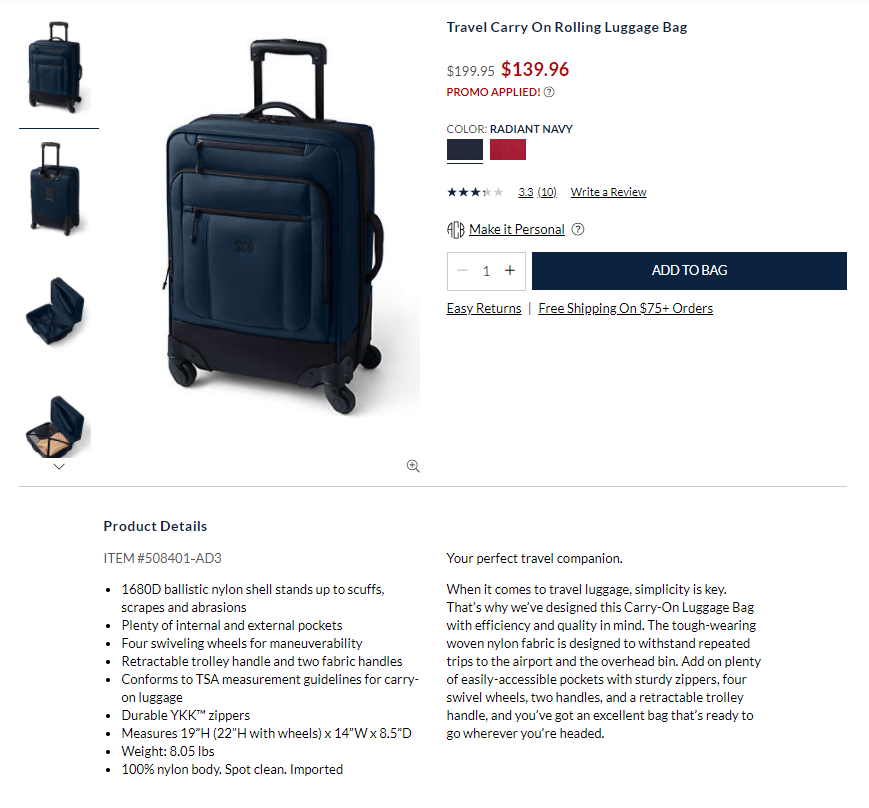 Travel Carry On Rolling Luggage Bag
$199.95 $139.96
PROMO APPLIED! ?
COLOR: RADIANT NAVY
3.3 (10) Write a Review
ACB Make it Personal ?
− 1 + ADD TO BAG
Easy Returns | Free Shipping On $75+ Orders
Product Details
ITEM #508401-AD3
• 1680D ballistic nylon shell stands up to scuffs,
scrapes and abrasions
• Plenty of internal and external pockets
• Four swiveling wheels for maneuverability
• Retractable trolley handle and two fabric handles
• Conforms to TSA measurement guidelines for carry-
on luggage
• Durable YKK™ zippers
• Measures 19”H (22"H with wheels) x 14”W x 8.5”D
• Weight: 8.05 lbs
• 100% nylon body. Spot clean. Imported
Your perfect travel companion.
When it comes to travel luggage, simplicity is key.
That’s why we’ve designed this Carry-On Luggage Bag
with efficiency and quality in mind. The tough-wearing
woven nylon fabric is designed to withstand repeated
trips to the airport and the overhead bin. Add on plenty
of easily-accessible pockets with sturdy zippers, four
swivel wheels, two handles, and a retractable trolley
handle, and you’ve got an excellent bag that’s ready to
go wherever you’re headed.